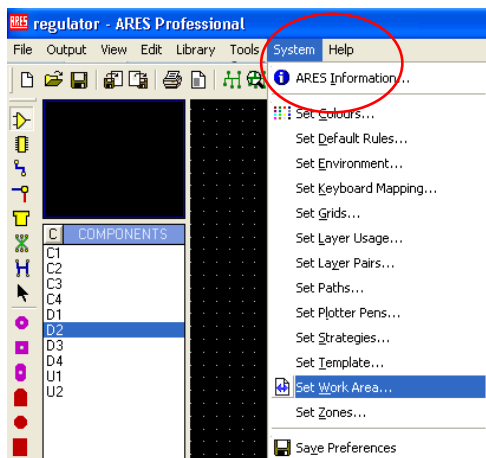 regulator - ARES Professional
File Output View Edit Library Tools System Help
ARES Information...
Set Colours...
Set Default Rules...
Set Environment...
Set Keyboard Mapping...
Set Grids...
Set Layer Usage...
Set Layer Pairs...
Set Paths...
Set Plotter Pens...
Set Strategies...
Set Template...
Set Work Area...
Set Zones...
Save Preferences
C COMPONENTS
C1
C2
C3
C4
D1
D2
D3
D4
U1
U2